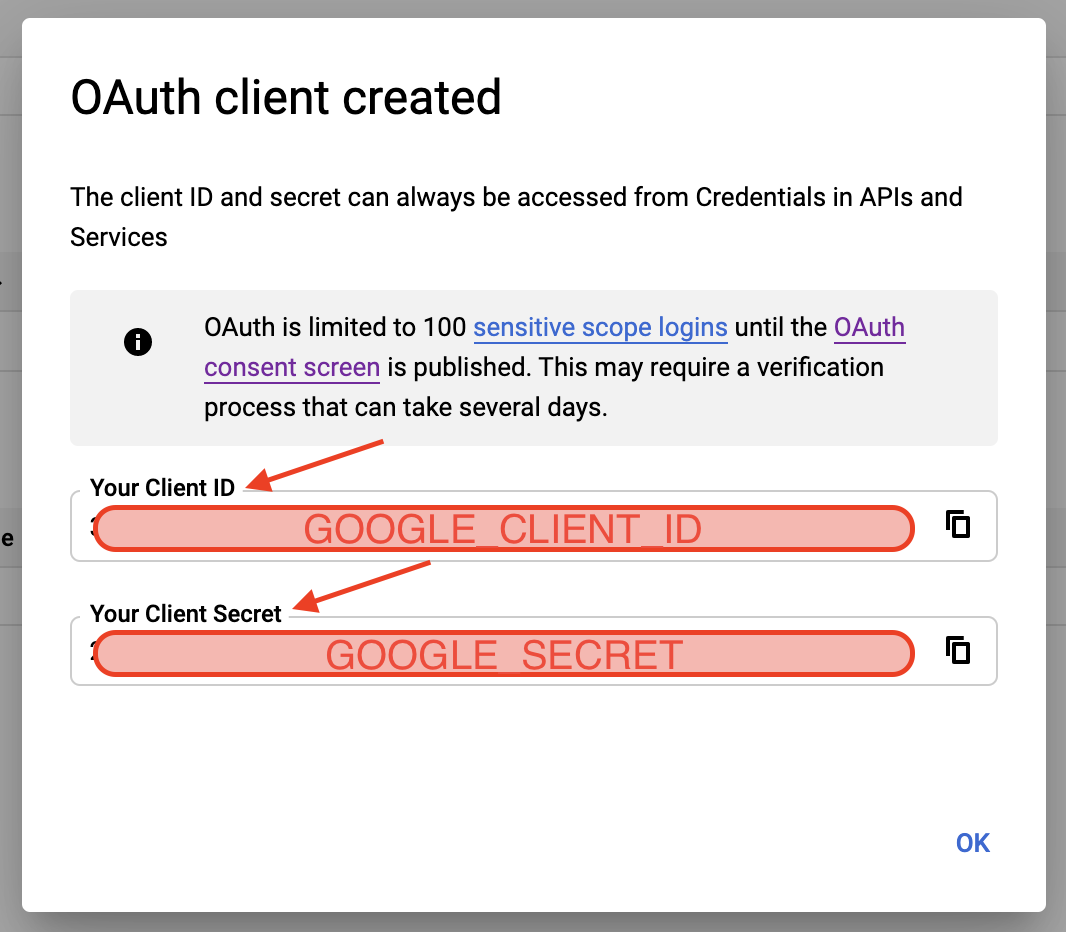 OAuth client created
The client ID and secret can always be accessed from Credentials in APIs and
Services
OAuth is limited to 100 sensitive scope logins until the OAuth
consent screen is published. This may require a verification
process that can take several days.
Your Client ID
GOOGLE_CLIENT_ID
Your Client Secret
GOOGLE_SECRET
e
OK